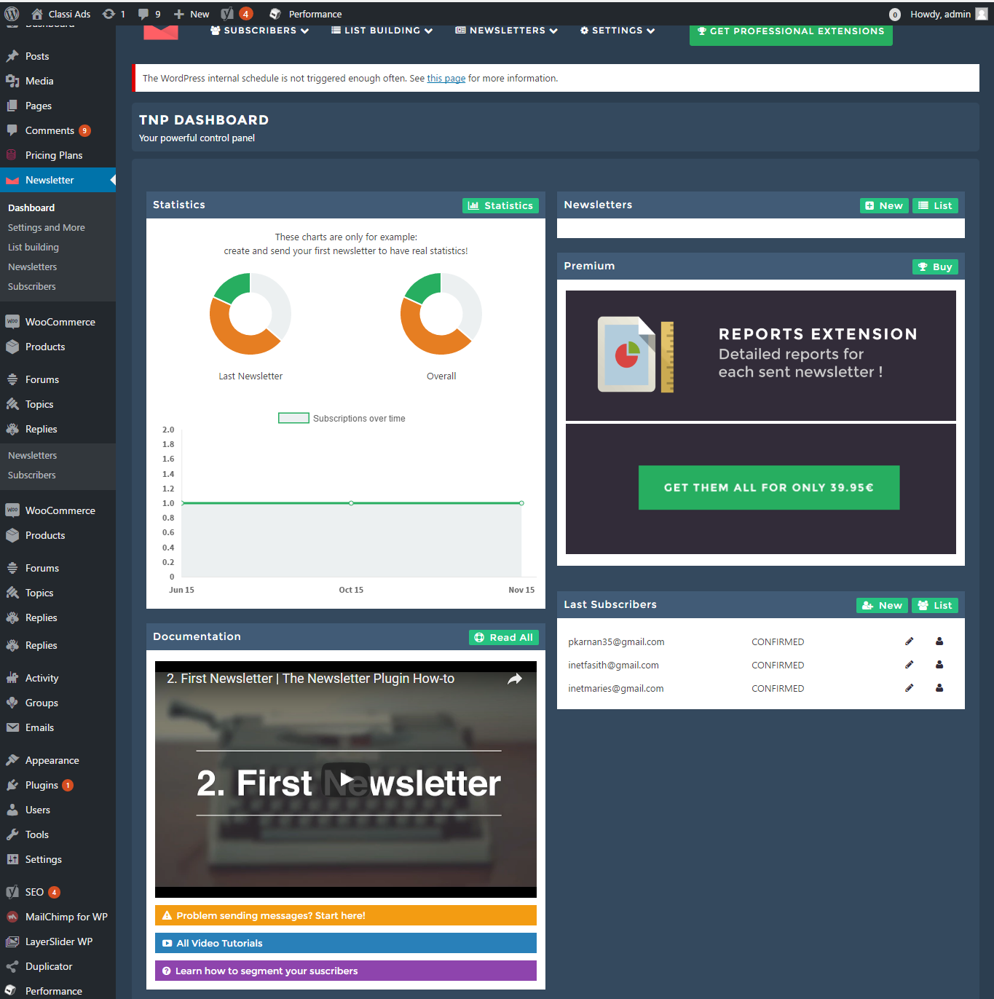 Classi Ads
1
9
New
4
Performance
0
Howdy, admin
Dashboard
Posts
Media
Pages
Comments 9
Pricing Plans
Newsletter
Dashboard
Settings and More
List building
Newsletters
Subscribers
WooCommerce
Products
Forums
Topics
Replies
Newsletters
Subscribers
WooCommerce
Products
Forums
Topics
Replies
Replies
Activity
Groups
Emails
Appearance
Plugins 1
Users
Tools
Settings
SEO 4
MailChimp for WP
LayerSlider WP
Duplicator
Performance
SUBSCRIBERS
LIST BUILDING
NEWSLETTERS
SETTINGS
GET PROFESSIONAL EXTENSIONS
The WordPress internal schedule is not triggered enough often. See this page for more information.
TNP DASHBOARD
Your powerful control panel
Statistics
Statistics
These charts are only for example:
create and send your first newsletter to have real statistics!
Last Newsletter
Overall
Subscriptions over time
2.0
1.8
1.6
1.4
1.2
1.0
0.8
0.6
0.4
0.2
0
Jun 15
Oct 15
Nov 15
Documentation
Read All
2. First Newsletter | The Newsletter Plugin How-to
2. First Newsletter
Problem sending messages? Start here!
All Video Tutorials
Learn how to segment your suscribers
Newsletters
New
List
Premium
Buy
REPORTS EXTENSION
Detailed reports for
each sent newsletter !
GET THEM ALL FOR ONLY 39.95€
Last Subscribers
New
List
pkarnan35@gmail.com CONFIRMED
inetfasith@gmail.com CONFIRMED
inetmaries@gmail.com CONFIRMED